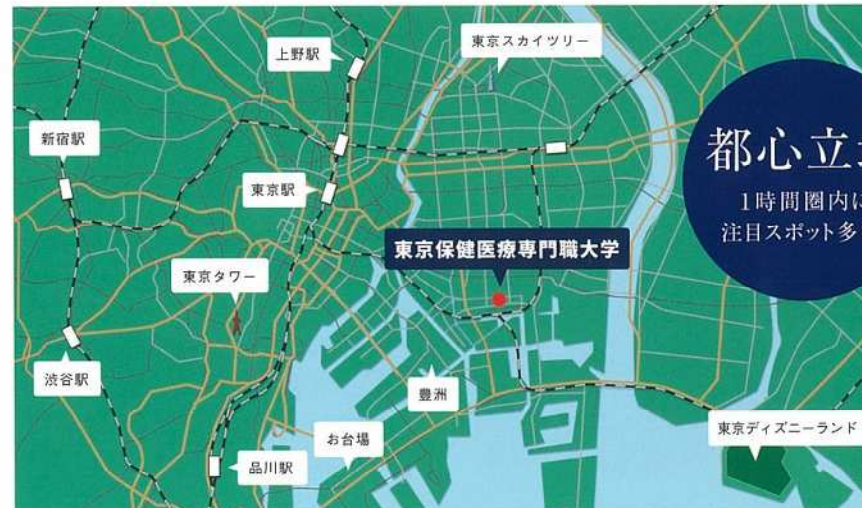 上野駅
東京スカイツリー
新宿駅
都心立
1時間圏内に
注目スポット多
東京駅
東京保健医療専門職大学
東京タワー
渋谷駅
豊洲
お台場
品川駅
東京ディズニーランド